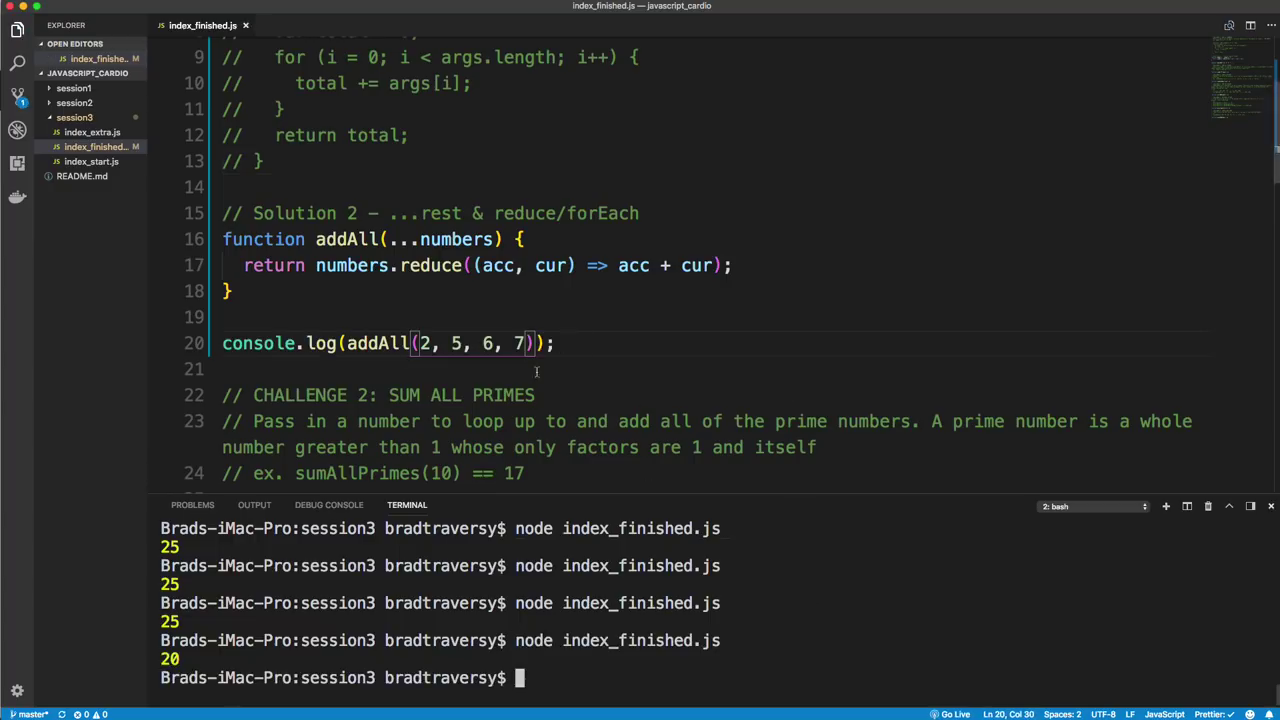 index_finished.js — javascript_cardio
EXPLORER
index_finished.js ×
OPEN EDITORS
index_finishe... M
JAVASCRIPT_CARDIO
session1
session2
session3
index_extra.js
index_finished... M
index_start.js
README.md
1
9 //   for (i = 0; i < args.length; i++) {
10 //     total += args[i];
11 //   }
12 //   return total;
13 // }
14
15 // Solution 2 - ...rest & reduce/forEach
16 function addAll(...numbers) {
17   return numbers.reduce((acc, cur) => acc + cur);
18 }
19
20 console.log(addAll(2, 5, 6, 7));
21
22 // CHALLENGE 2: SUM ALL PRIMES
23 // Pass in a number to loop up to and add all of the prime numbers. A prime number is a whole
number greater than 1 whose only factors are 1 and itself
24 // ex. sumAllPrimes(10) == 17
PROBLEMS OUTPUT DEBUG CONSOLE TERMINAL 2: bash
Brads-iMac-Pro:session3 bradtraversy$ node index_finished.js
25
Brads-iMac-Pro:session3 bradtraversy$ node index_finished.js
25
Brads-iMac-Pro:session3 bradtraversy$ node index_finished.js
25
Brads-iMac-Pro:session3 bradtraversy$ node index_finished.js
20
Brads-iMac-Pro:session3 bradtraversy$
master* 0 0 Go Live Ln 20, Col 30 Spaces: 2 UTF-8 LF JavaScript Prettier: ✓